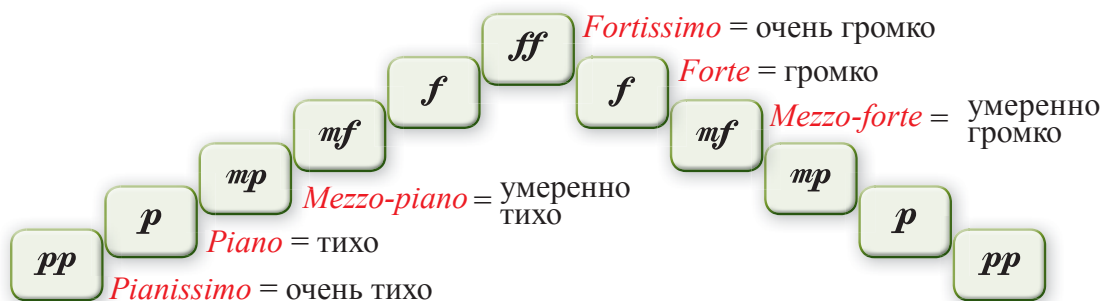 ff Fortissimo = очень громко
f f Forte = громко
mf mf Mezzo-forte = умеренно громко
mp Mezzo-piano = умеренно тихо mp
p Piano = тихо p
pp Pianissimo = очень тихо pp